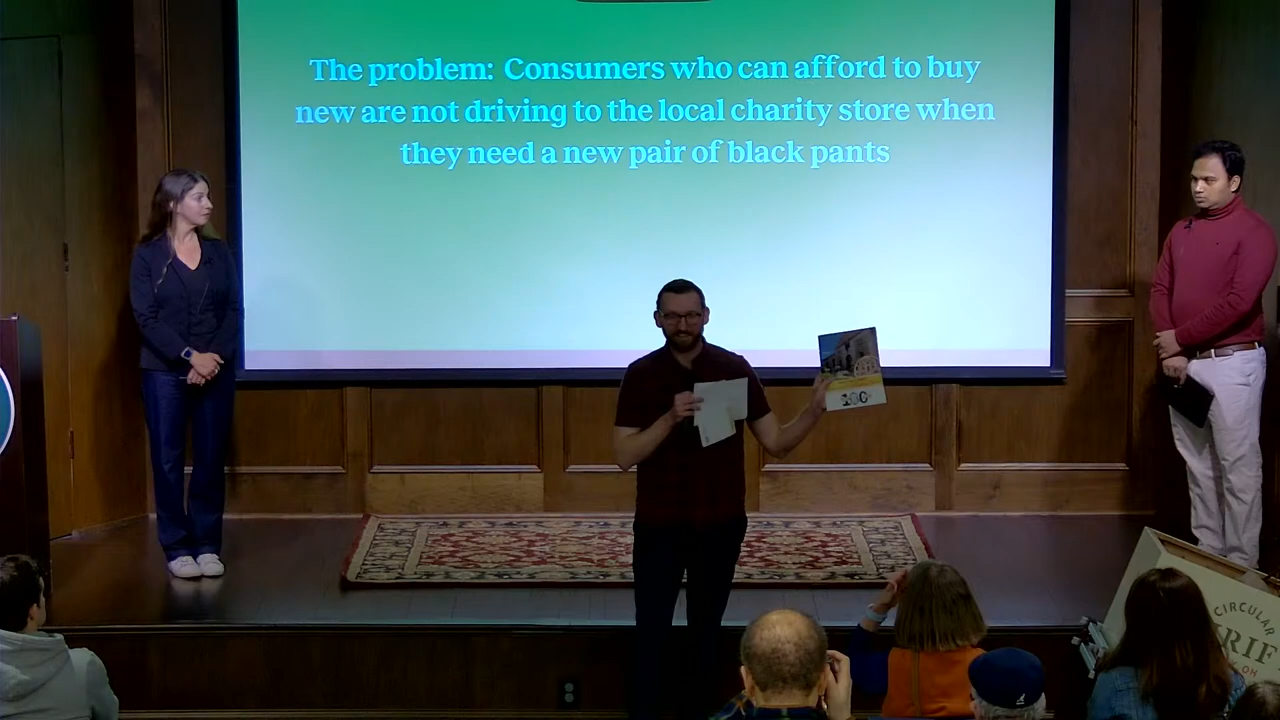 The problem: Consumers who can afford to buy
new are not driving to the local charity store when
they need a new pair of black pants
100
CIRCULAR